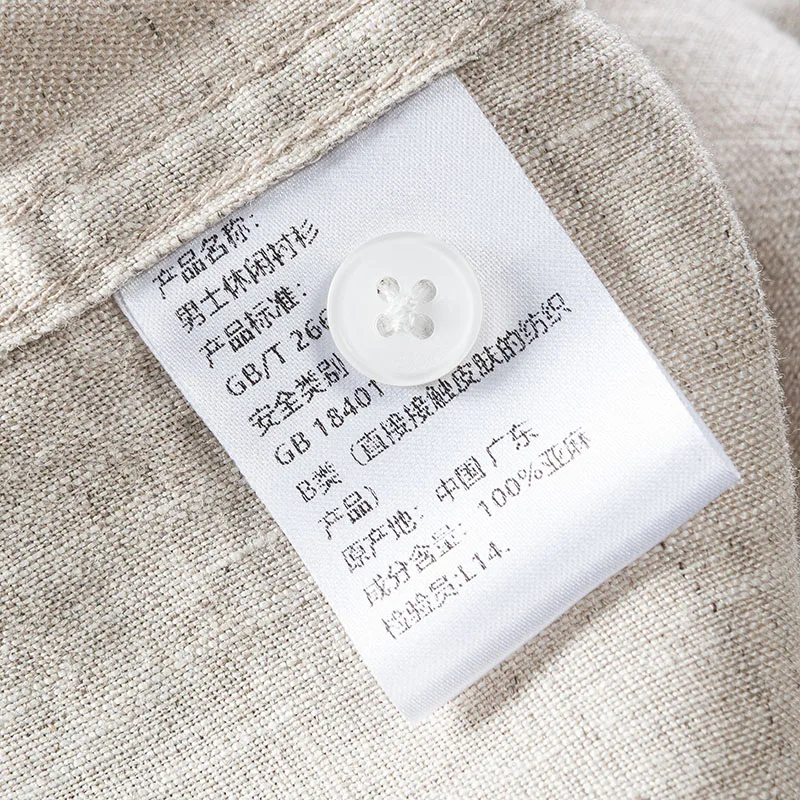 产品名称:
男士休闲衬衫
产品标准:
GB/T 266
安全类别
GB 18401
B类（直接接触皮肤的纺织
产品）
原产地: 中国广东
成分含量: 100%亚麻
检验员:L14.